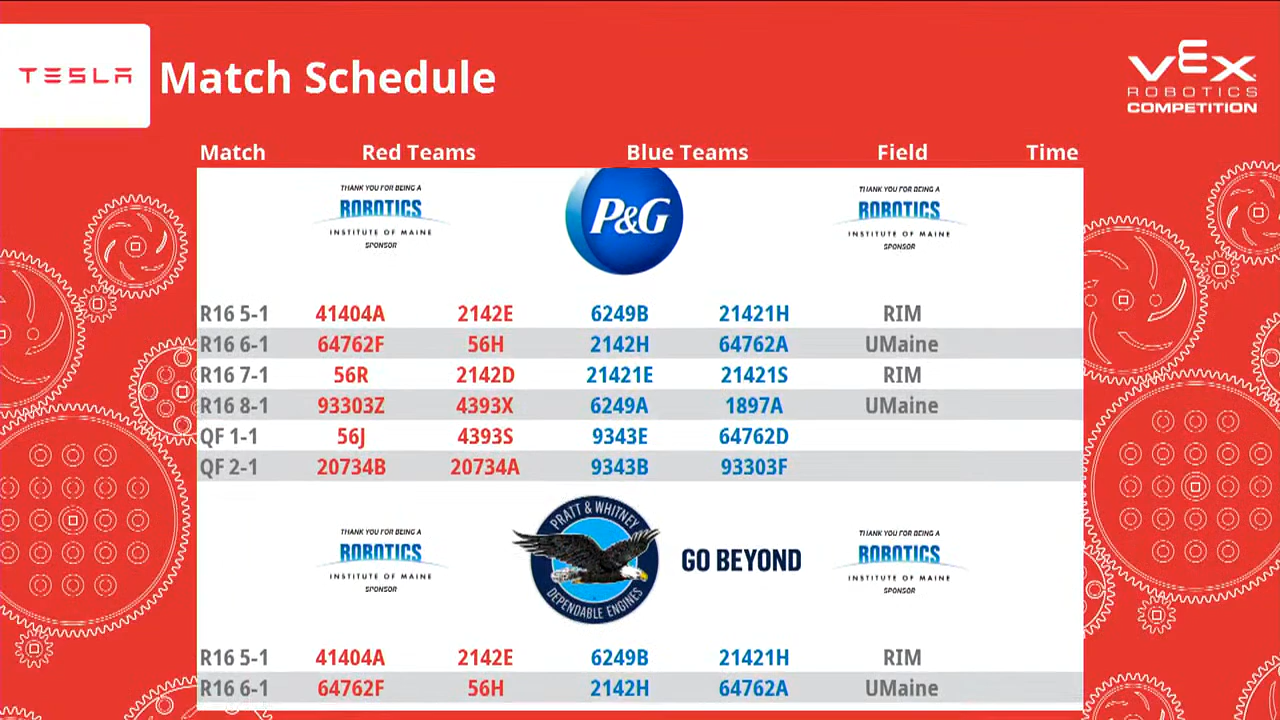 TESLA Match Schedule
VEX ROBOTICS COMPETITION
Match Red Teams Blue Teams Field Time
THANK YOU FOR BEING A
ROBOTICS
INSTITUTE OF MAINE
SPONSOR
P&G
THANK YOU FOR BEING A
ROBOTICS
INSTITUTE OF MAINE
SPONSOR
R16 5-1 41404A 2142E 6249B 21421H RIM
R16 6-1 64762F 56H 2142H 64762A UMaine
R16 7-1 56R 2142D 21421E 21421S RIM
R16 8-1 93303Z 4393X 6249A 1897A UMaine
QF 1-1 56J 4393S 9343E 64762D
QF 2-1 20734B 20734A 9343B 93303F
THANK YOU FOR BEING A
ROBOTICS
INSTITUTE OF MAINE
SPONSOR
PRATT & WHITNEY
DEPENDABLE ENGINES
GO BEYOND
THANK YOU FOR BEING A
ROBOTICS
INSTITUTE OF MAINE
SPONSOR
R16 5-1 41404A 2142E 6249B 21421H RIM
R16 6-1 64762F 56H 2142H 64762A UMaine